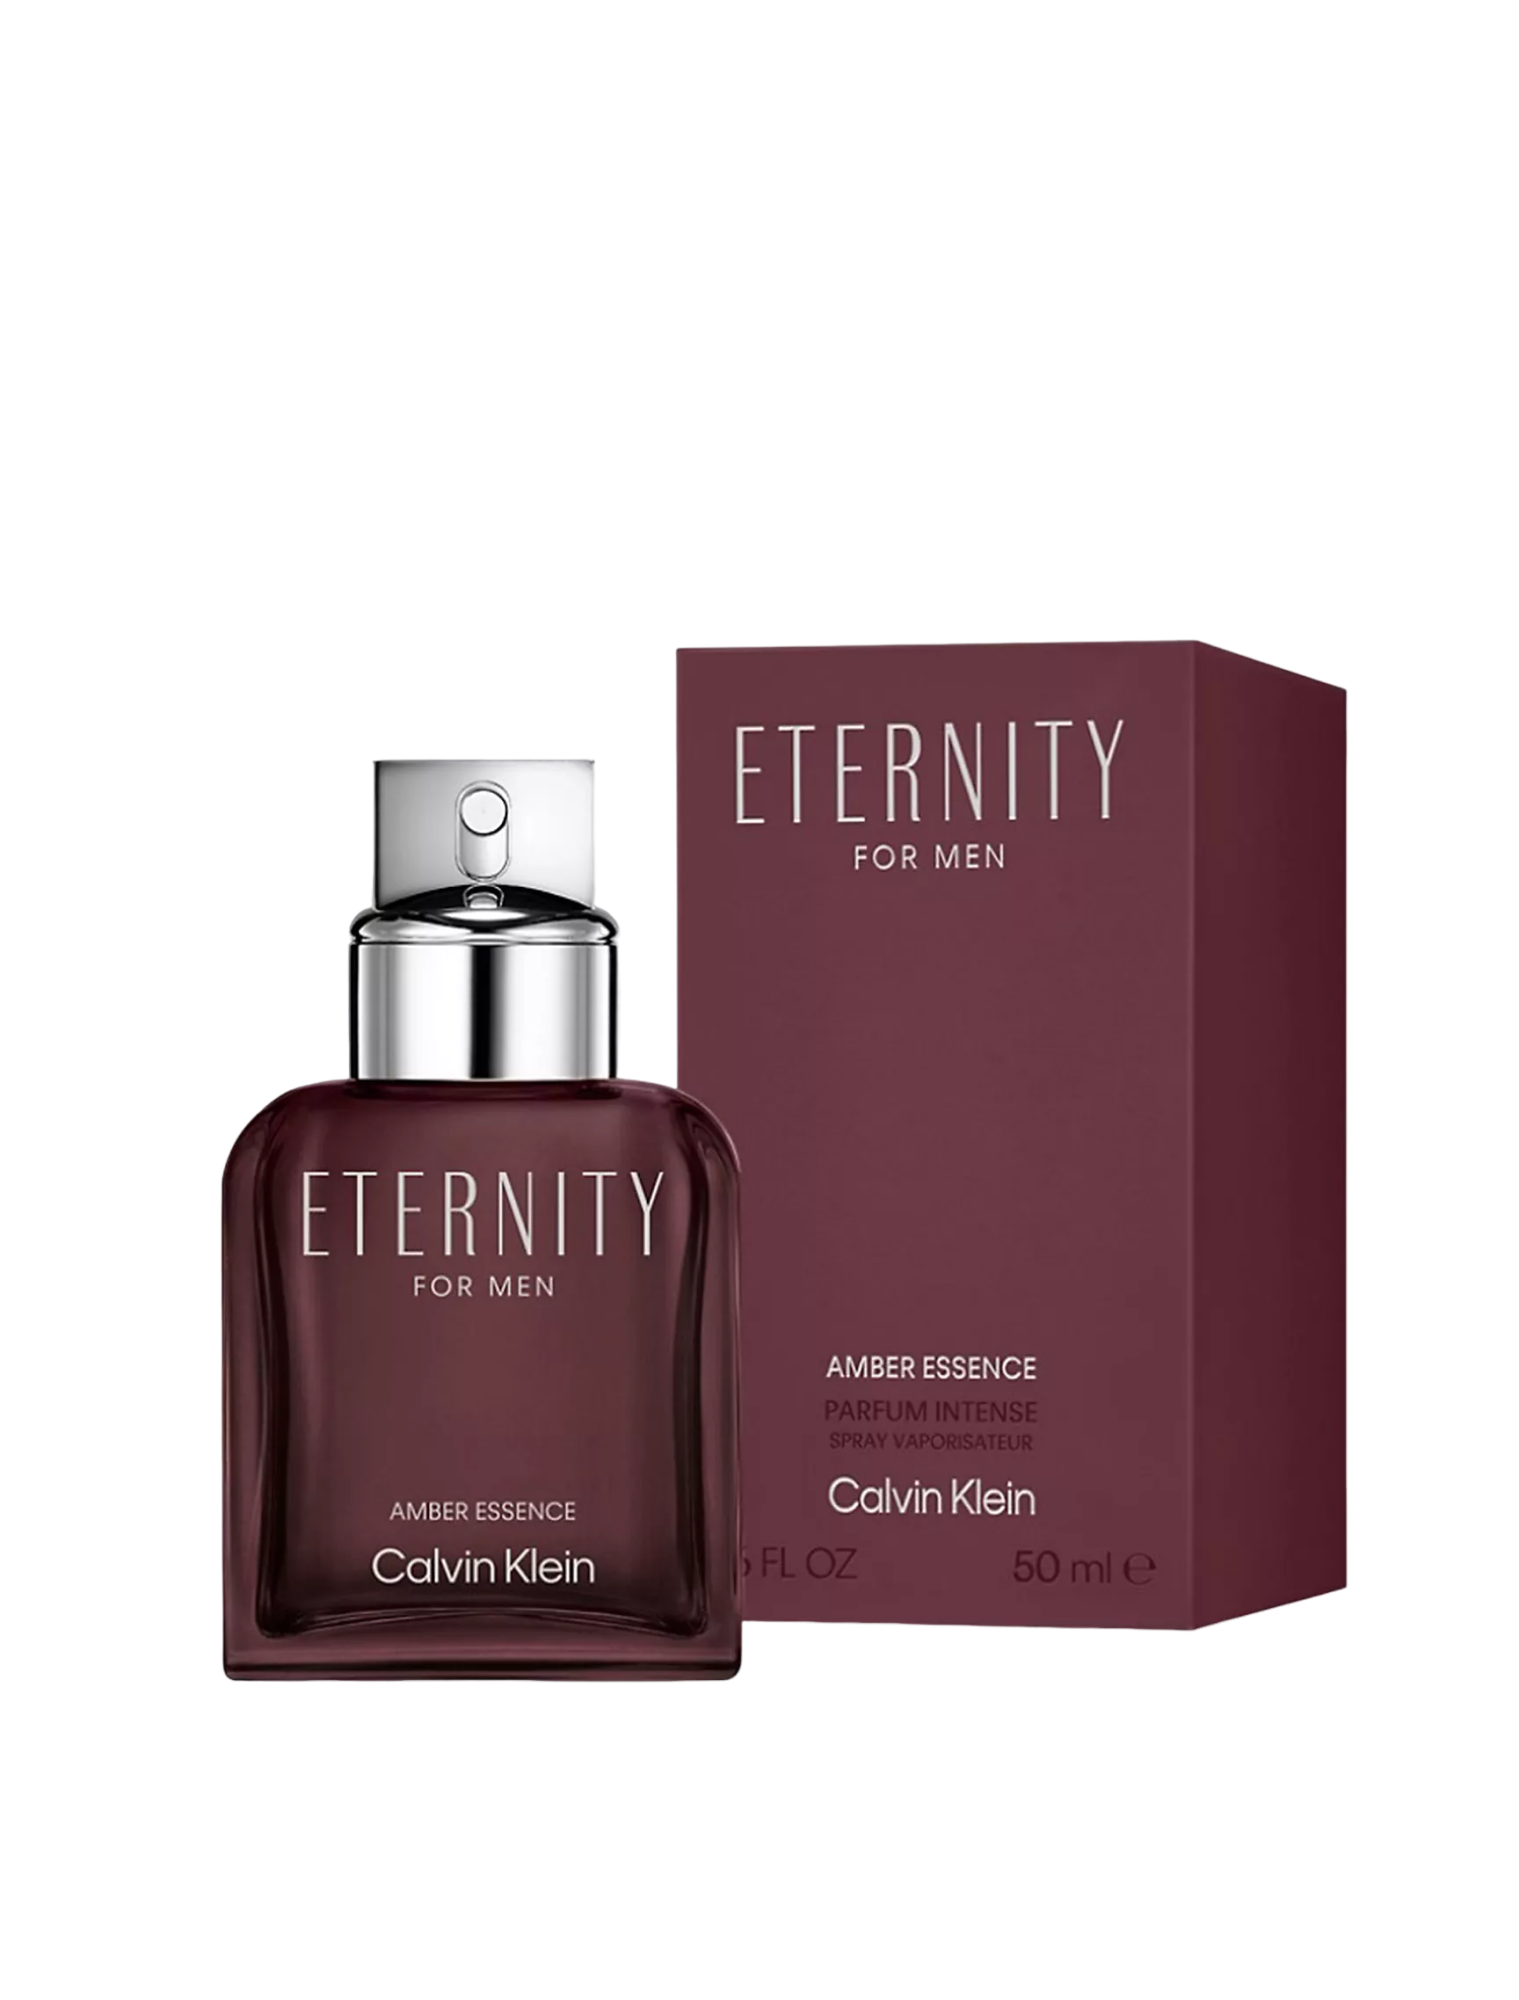 ETERNITY
FOR MEN
AMBER ESSENCE
Calvin Klein
ETERNITY
FOR MEN
AMBER ESSENCE
PARFUM INTENSE
SPRAY VAPORISATEUR
Calvin Klein
FL OZ 50 ml ℮